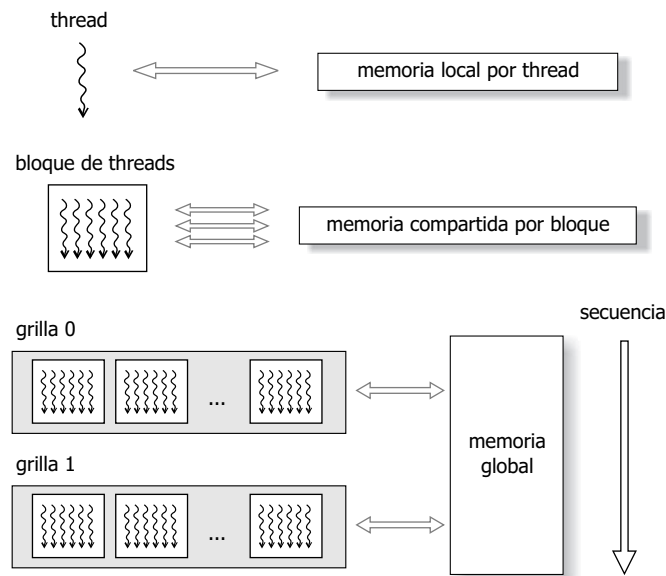 thread
memoria local por thread
bloque de threads
memoria compartida por bloque
secuencia
grilla 0
...
memoria
global
grilla 1
...